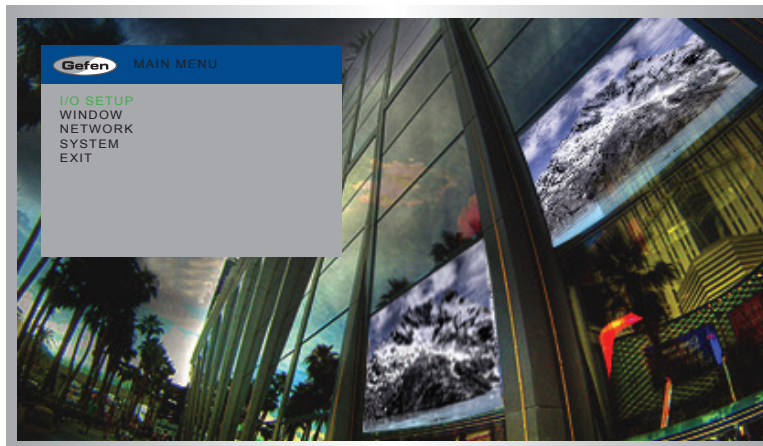 Gefen MAIN MENU
I/O SETUP
WINDOW
NETWORK
SYSTEM
EXIT